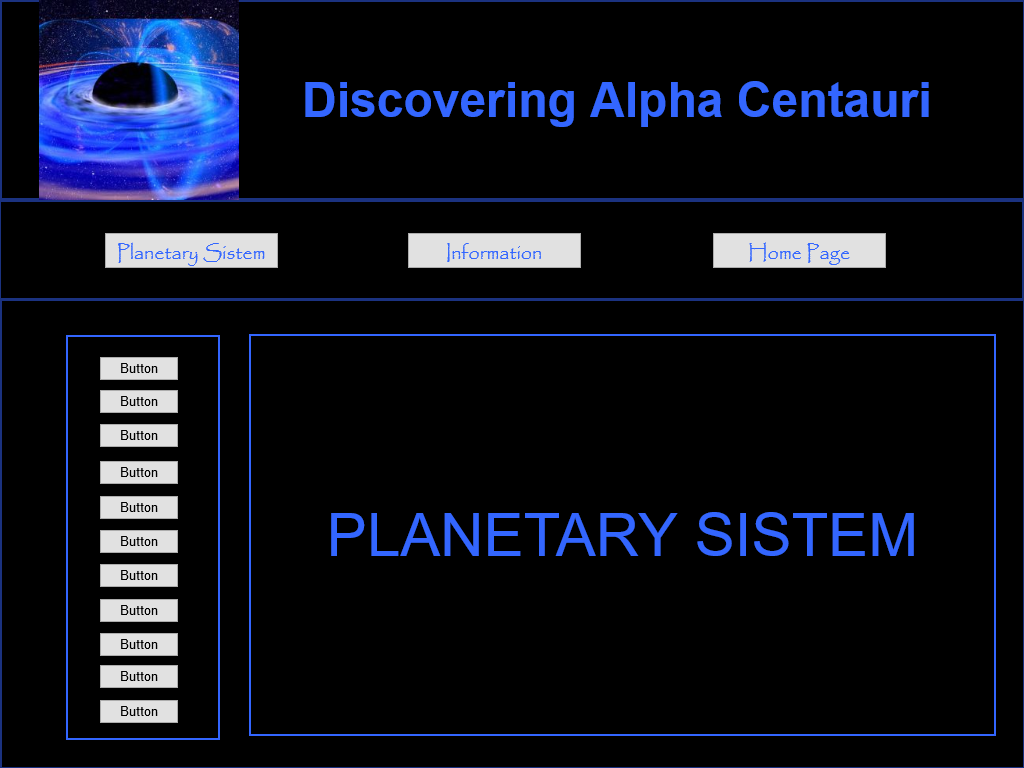 Discovering Alpha Centauri
Planetary Sistem
Information
Home Page
Button
Button
Button
Button
Button
Button
Button
Button
Button
Button
Button
PLANETARY SISTEM